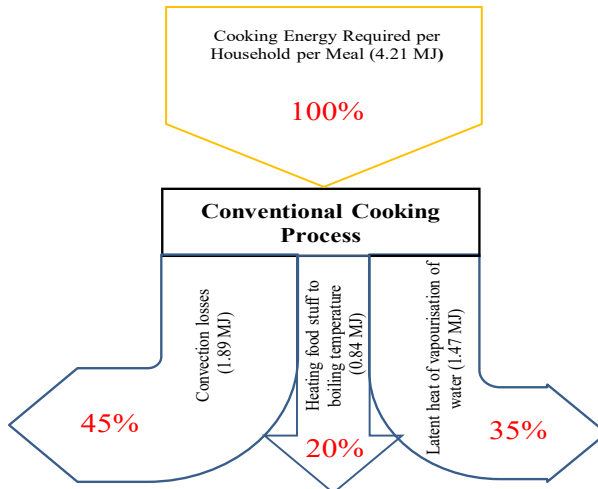 Cooking Energy Required per
Household per Meal (4.21 MJ)
100%
Conventional Cooking
Process
Convection losses
(1.89 MJ)
45%
Heating food stuff to
boiling temperature
(0.84 MJ)
20%
Latent heat of vapourisation of
water (1.47 MJ)
35%